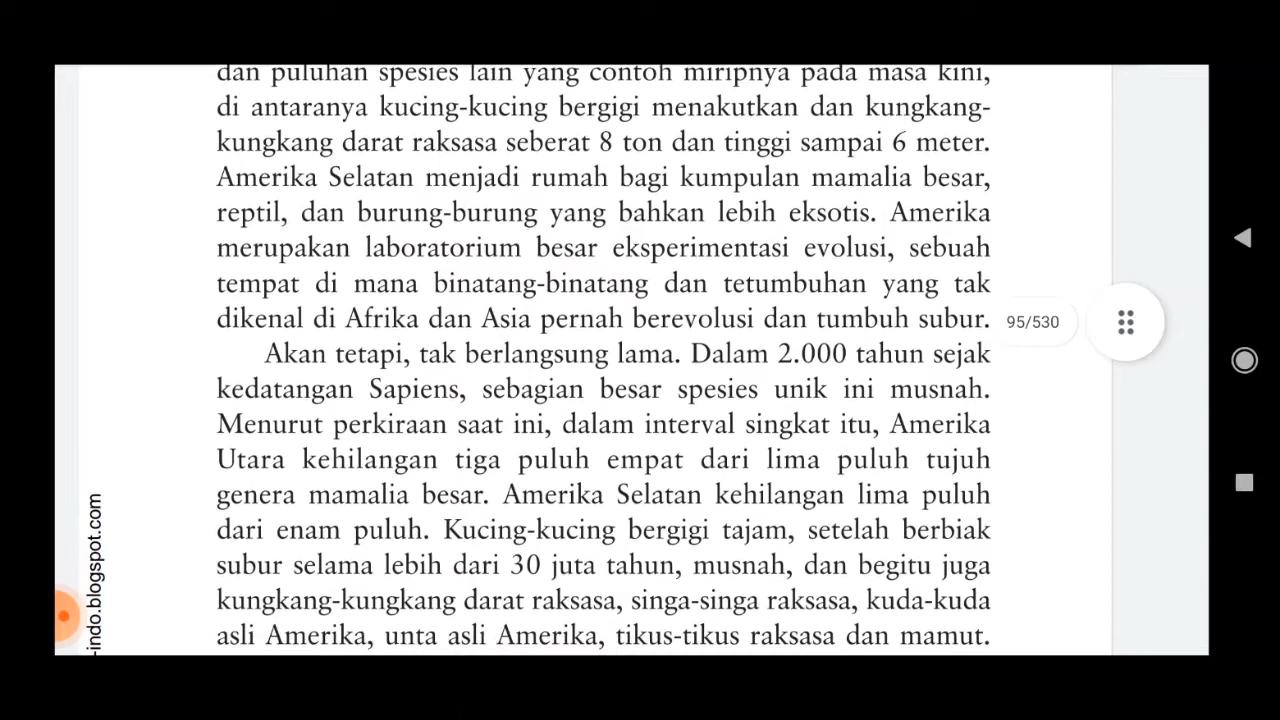 dan puluhan spesies lain yang contoh miripnya pada masa kini,
di antaranya kucing-kucing bergigi menakutkan dan kungkang-
kungkang darat raksasa seberat 8 ton dan tinggi sampai 6 meter.
Amerika Selatan menjadi rumah bagi kumpulan mamalia besar,
reptil, dan burung-burung yang bahkan lebih eksotis. Amerika
merupakan laboratorium besar eksperimentasi evolusi, sebuah
tempat di mana binatang-binatang dan tetumbuhan yang tak
dikenal di Afrika dan Asia pernah berevolusi dan tumbuh subur.
95/530
Akan tetapi, tak berlangsung lama. Dalam 2.000 tahun sejak
kedatangan Sapiens, sebagian besar spesies unik ini musnah.
Menurut perkiraan saat ini, dalam interval singkat itu, Amerika
Utara kehilangan tiga puluh empat dari lima puluh tujuh
genera mamalia besar. Amerika Selatan kehilangan lima puluh
dari enam puluh. Kucing-kucing bergigi tajam, setelah berbiak
subur selama lebih dari 30 juta tahun, musnah, dan begitu juga
kungkang-kungkang darat raksasa, singa-singa raksasa, kuda-kuda
asli Amerika, unta asli Amerika, tikus-tikus raksasa dan mamut.
-indo.blogspot.com